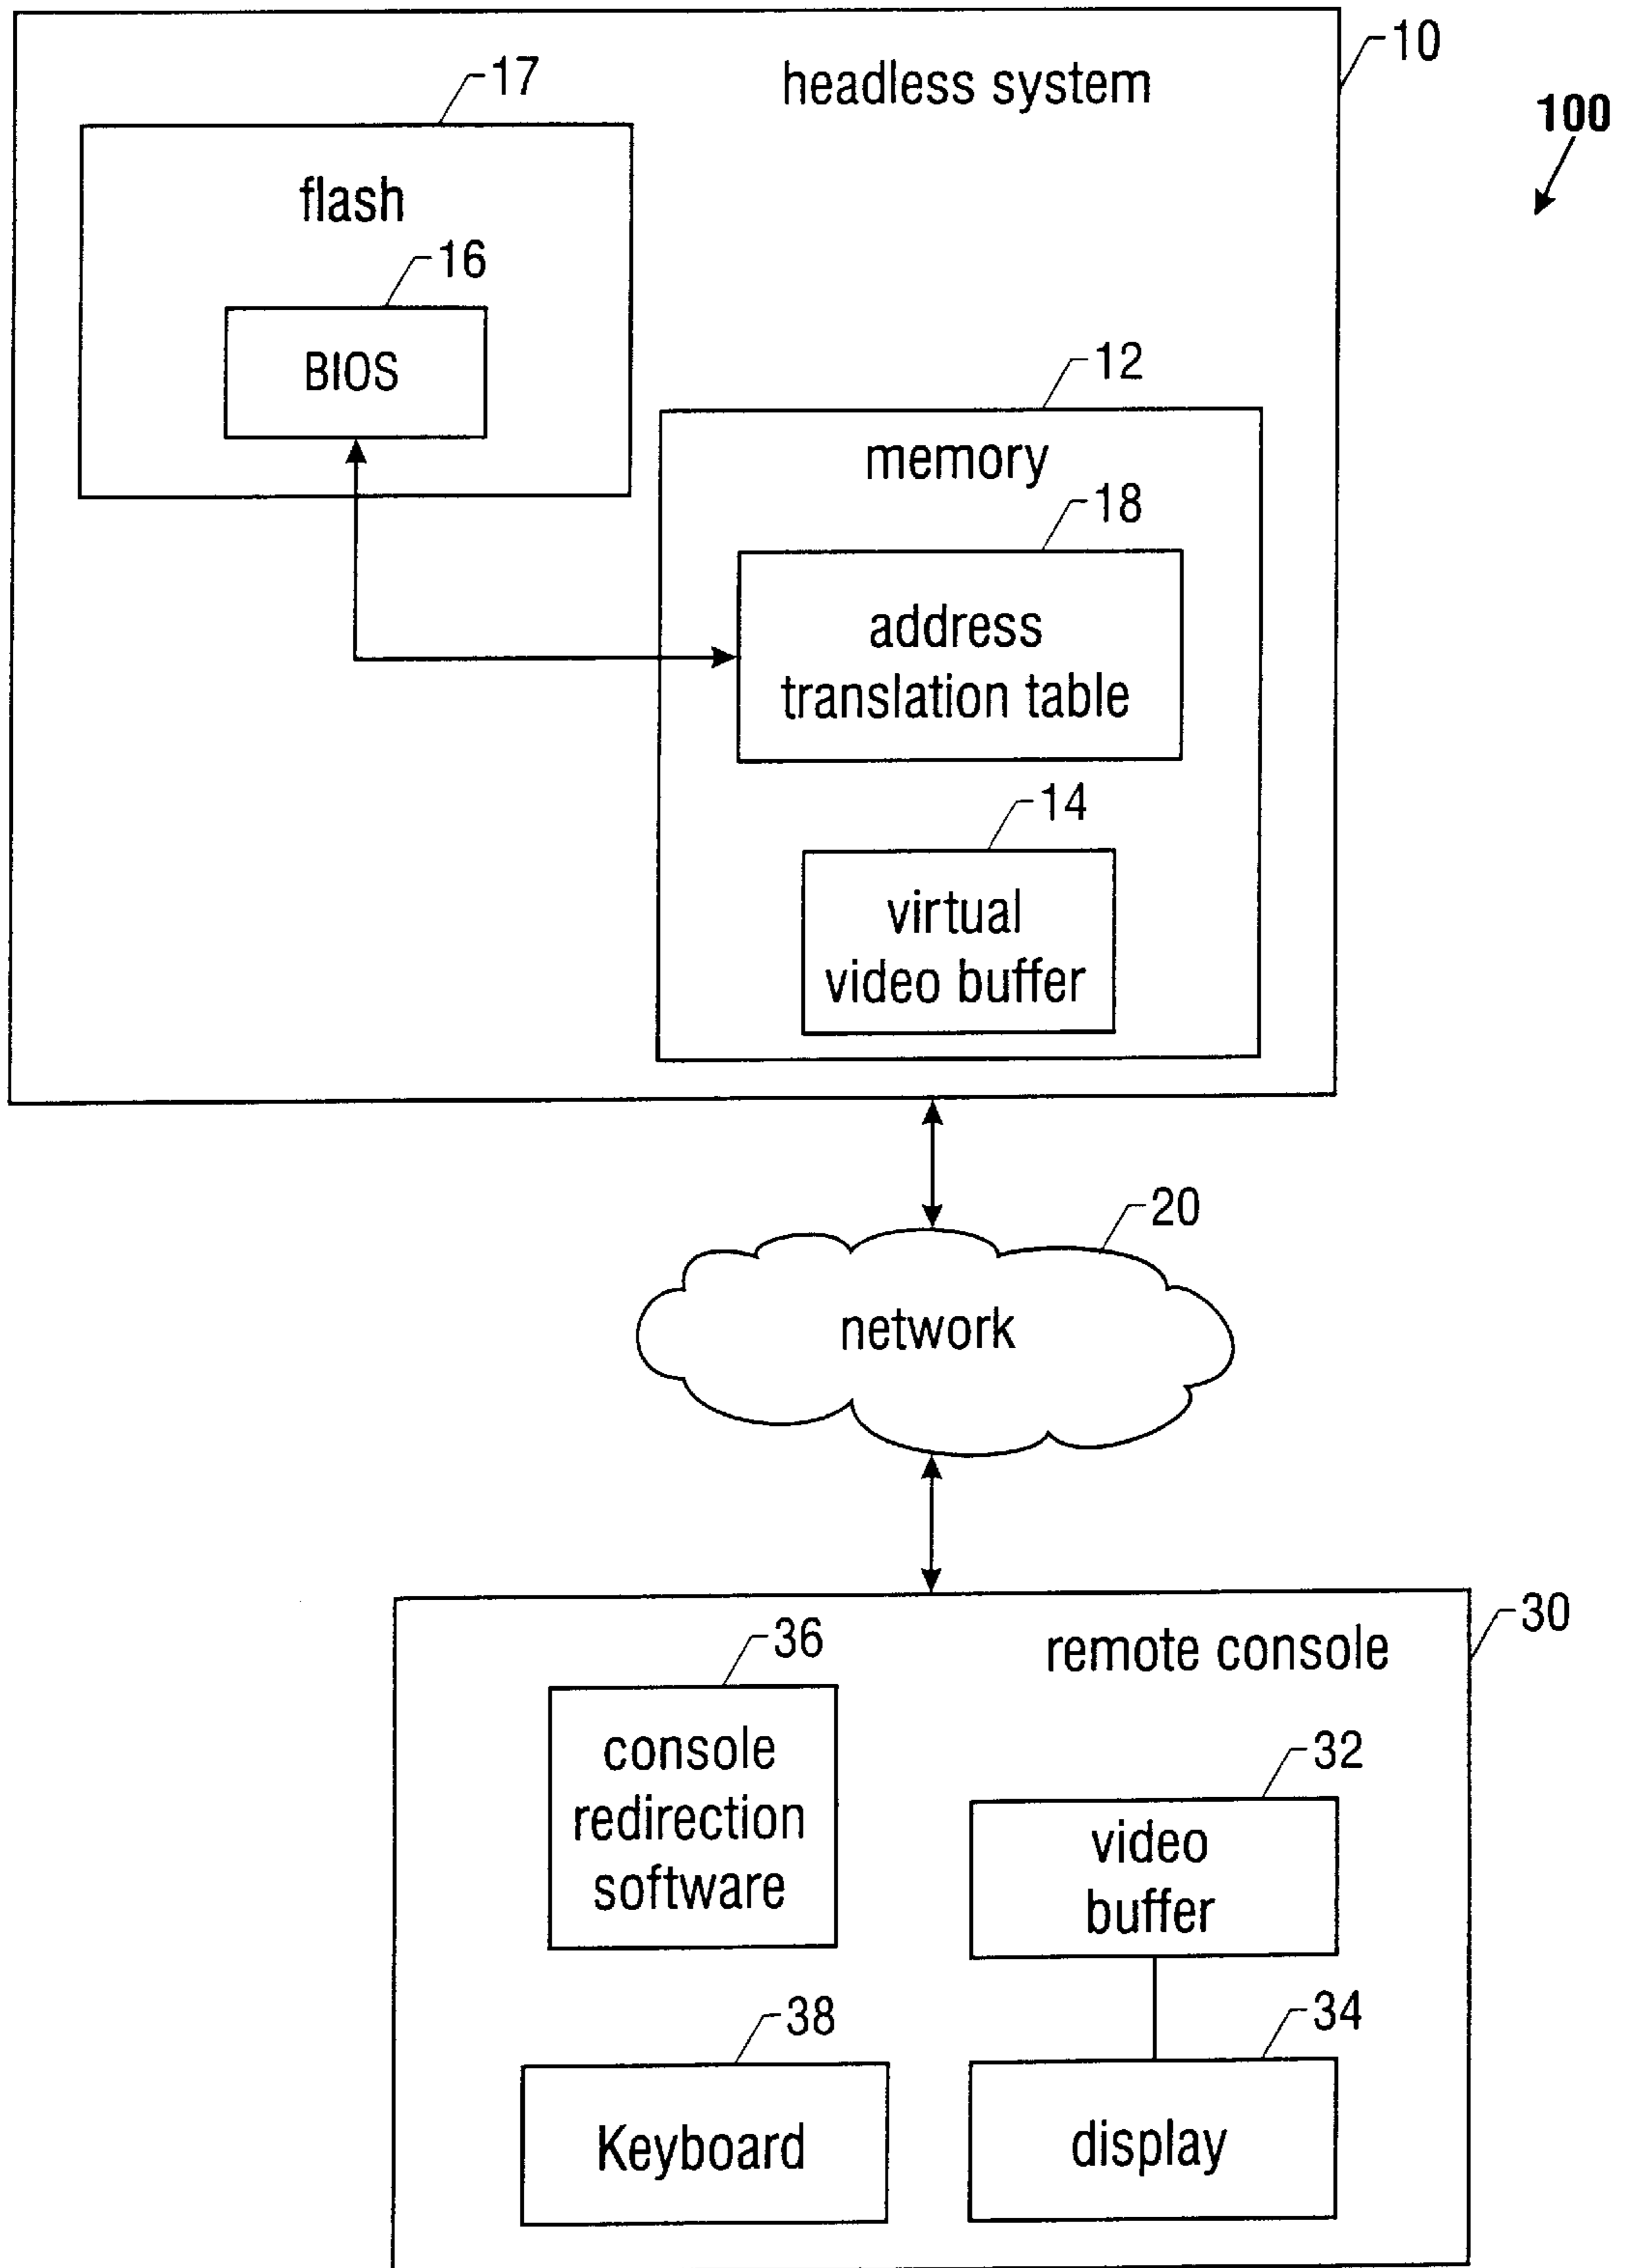 10
headless system
17
100
flash
16
BIOS
12
memory
18
address
translation table
14
virtual
video buffer
20
network
30
remote console
36
console
redirection
software
32
video
buffer
38
Keyboard
34
display